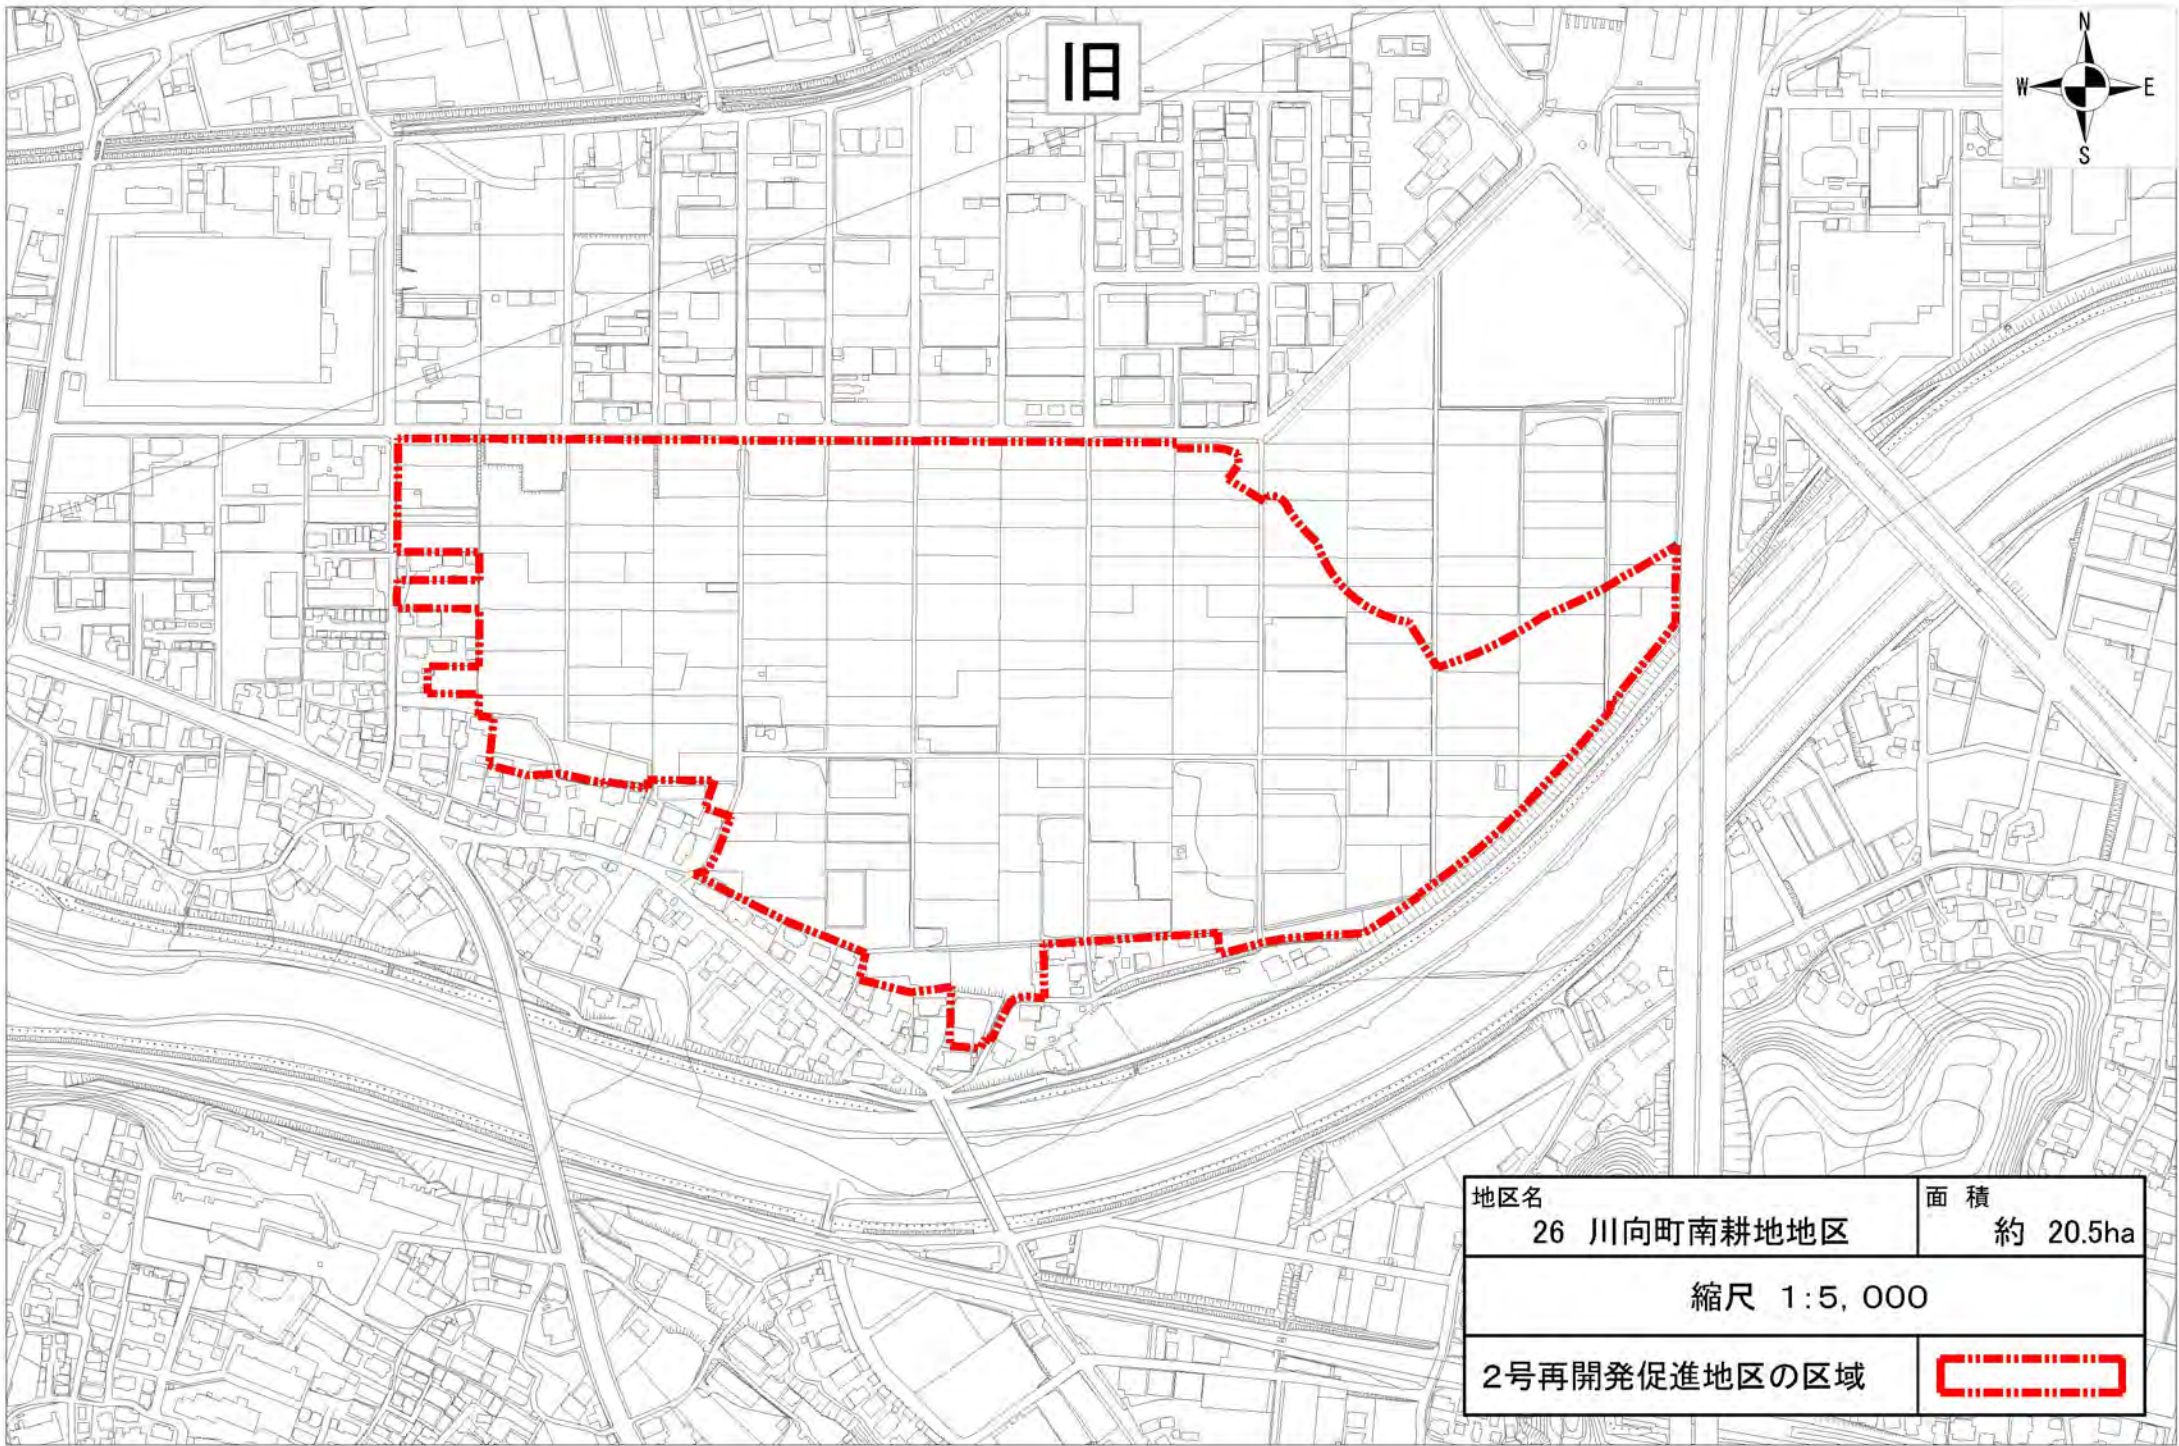 旧
N
W E
S
地区名
26 川向町南耕地地区
面 積
約 20.5ha
縮尺 1:5,000
2号再開発促進地区の区域